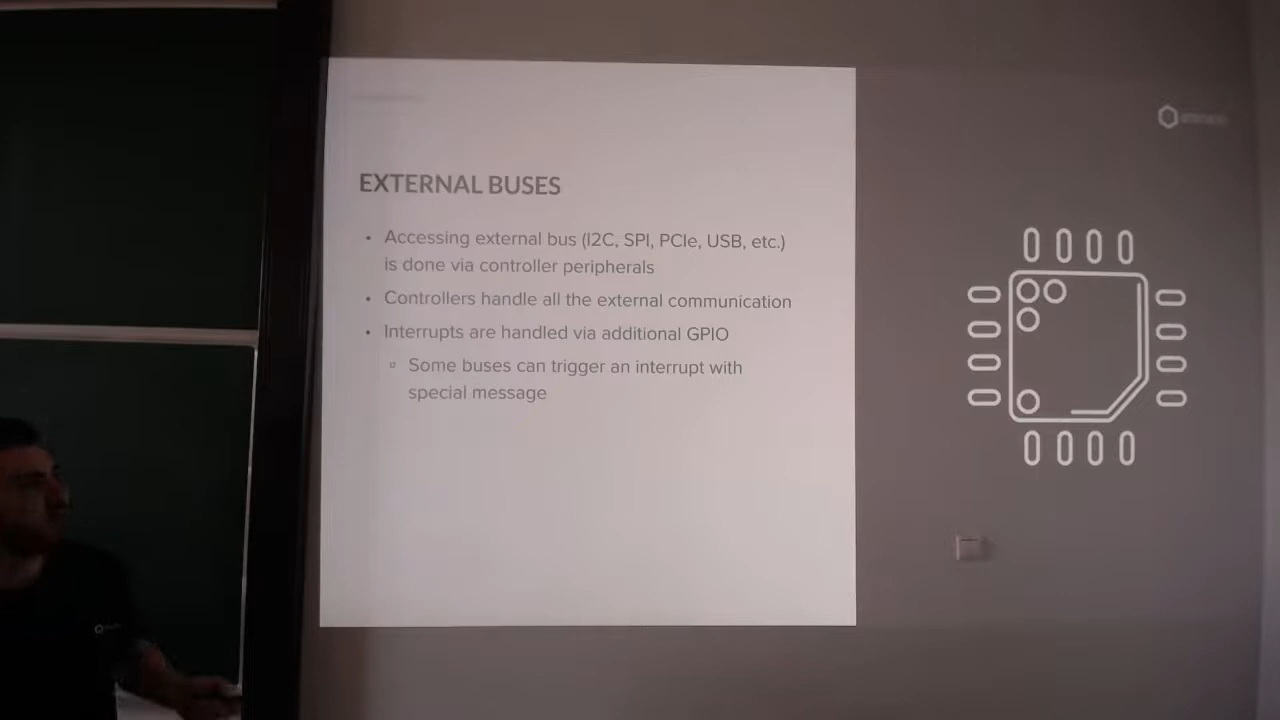 EXTERNAL BUSES
• Accessing external bus (I2C, SPI, PCIe, USB, etc.)
is done via controller peripherals
• Controllers handle all the external communication
• Interrupts are handled via additional GPIO
▫ Some buses can trigger an interrupt with
special message